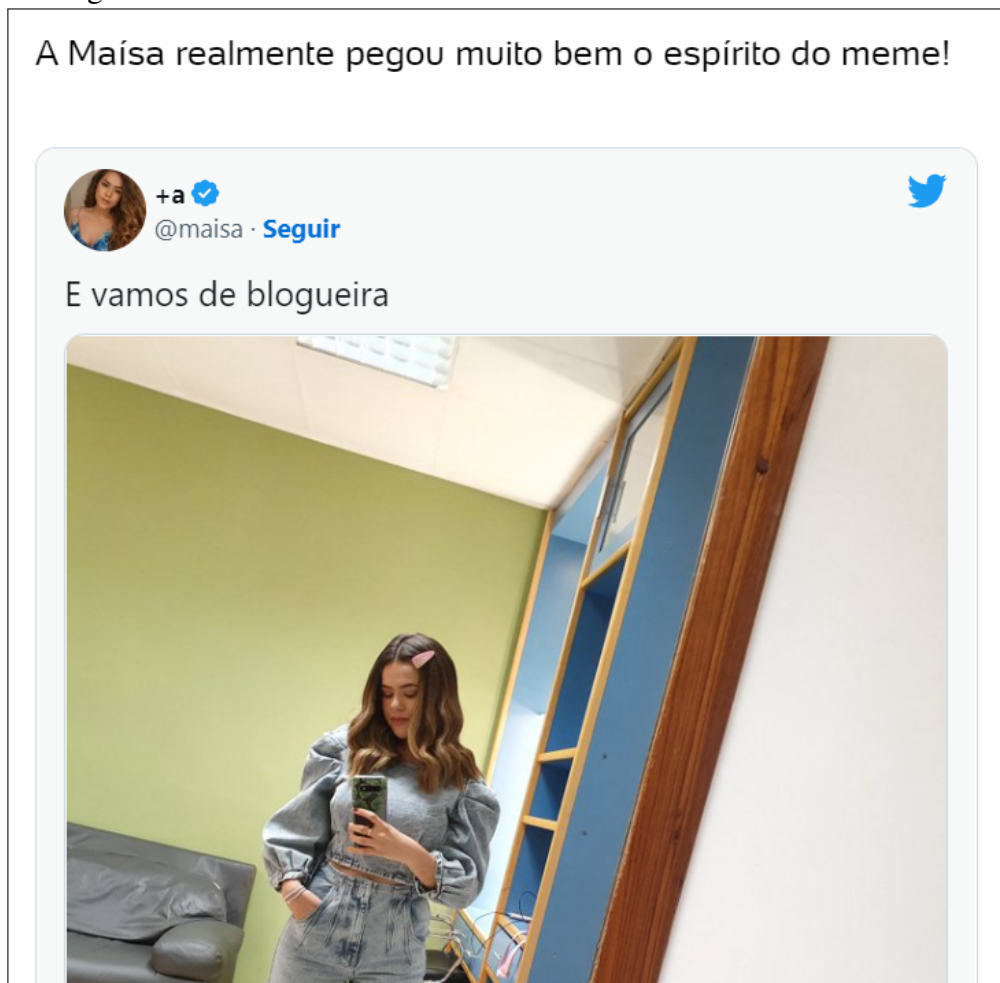 A Maísa realmente pegou muito bem o espírito do meme!
+a
@maisa · Seguir
E vamos de blogueira